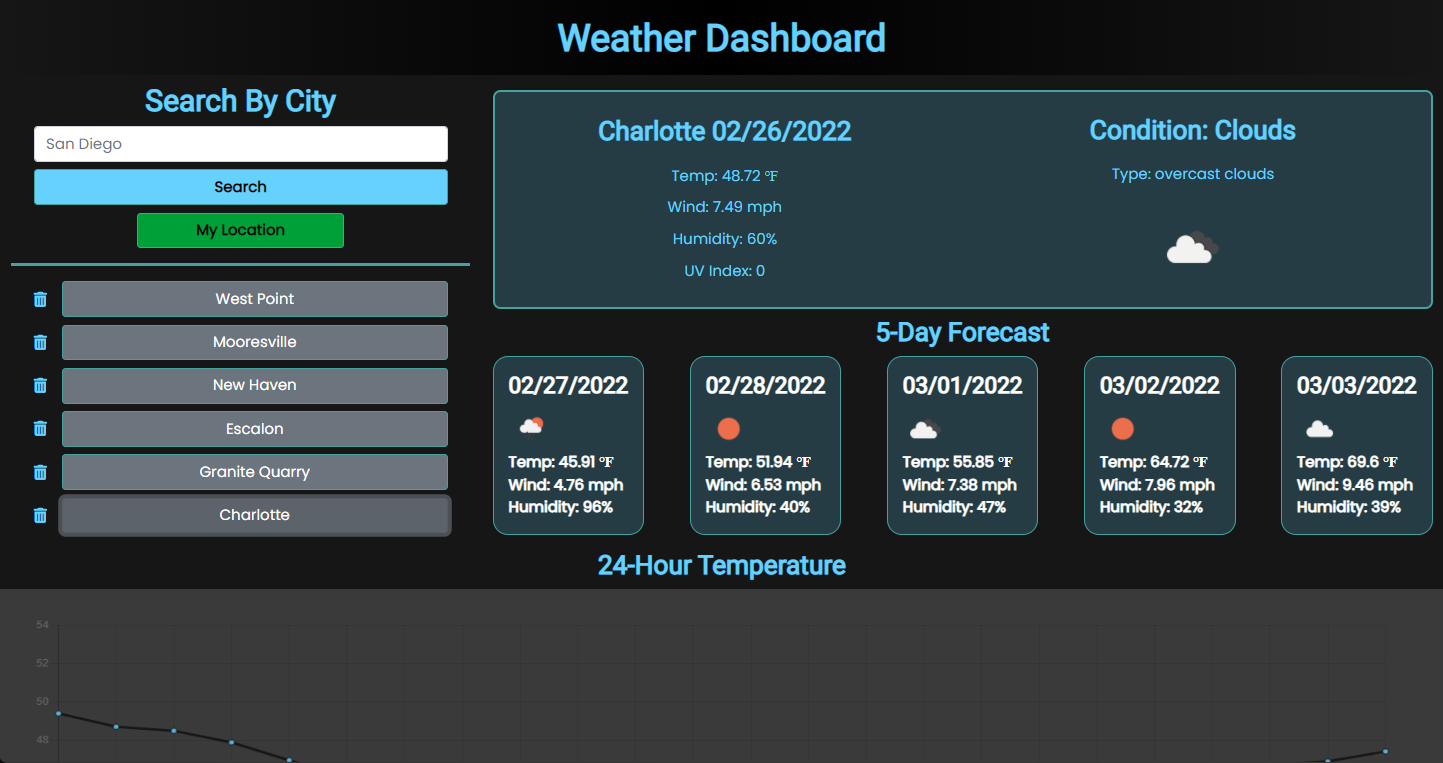 Weather Dashboard
Search By City
San Diego
Search
My Location
West Point
Mooresville
New Haven
Escalon
Granite Quarry
Charlotte
Charlotte 02/26/2022
Temp: 48.72 °F
Wind: 7.49 mph
Humidity: 60%
UV Index: 0
Condition: Clouds
Type: overcast clouds
5-Day Forecast
02/27/2022
Temp: 45.91 °F
Wind: 4.76 mph
Humidity: 96%
02/28/2022
Temp: 51.94 °F
Wind: 6.53 mph
Humidity: 40%
03/01/2022
Temp: 55.85 °F
Wind: 7.38 mph
Humidity: 47%
03/02/2022
Temp: 64.72 °F
Wind: 7.96 mph
Humidity: 32%
03/03/2022
Temp: 69.6 °F
Wind: 9.46 mph
Humidity: 39%
24-Hour Temperature
54
52
50
48